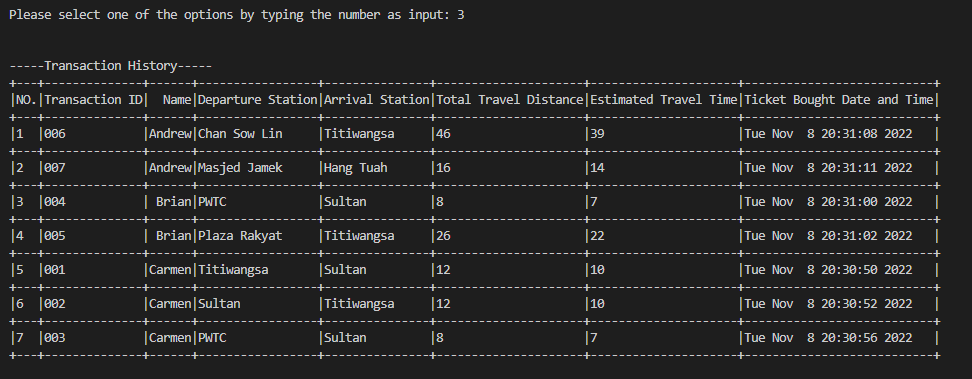 Please select one of the options by typing the number as input: 3
-----Transaction History-----
+---+--------------+------+-----------------+---------------+---------------------+---------------------+---------------------------+
|NO.|Transaction ID|  Name|Departure Station|Arrival Station|Total Travel Distance|Estimated Travel Time|Ticket Bought Date and Time|
+---+--------------+------+-----------------+---------------+---------------------+---------------------+---------------------------+
|1  |006           |Andrew|Chan Sow Lin     |Titiwangsa     |46                   |39                   |Tue Nov  8 20:31:08 2022   |
+---+--------------+------+-----------------+---------------+---------------------+---------------------+---------------------------+
|2  |007           |Andrew|Masjed Jamek     |Hang Tuah      |16                   |14                   |Tue Nov  8 20:31:11 2022   |
+---+--------------+------+-----------------+---------------+---------------------+---------------------+---------------------------+
|3  |004           | Brian|PWTC             |Sultan         |8                    |7                    |Tue Nov  8 20:31:00 2022   |
+---+--------------+------+-----------------+---------------+---------------------+---------------------+---------------------------+
|4  |005           | Brian|Plaza Rakyat     |Titiwangsa     |26                   |22                   |Tue Nov  8 20:31:02 2022   |
+---+--------------+------+-----------------+---------------+---------------------+---------------------+---------------------------+
|5  |001           |Carmen|Titiwangsa       |Sultan         |12                   |10                   |Tue Nov  8 20:30:50 2022   |
+---+--------------+------+-----------------+---------------+---------------------+---------------------+---------------------------+
|6  |002           |Carmen|Sultan           |Titiwangsa     |12                   |10                   |Tue Nov  8 20:30:52 2022   |
+---+--------------+------+-----------------+---------------+---------------------+---------------------+---------------------------+
|7  |003           |Carmen|PWTC             |Sultan         |8                    |7                    |Tue Nov  8 20:30:56 2022   |
+---+--------------+------+-----------------+---------------+---------------------+---------------------+---------------------------+